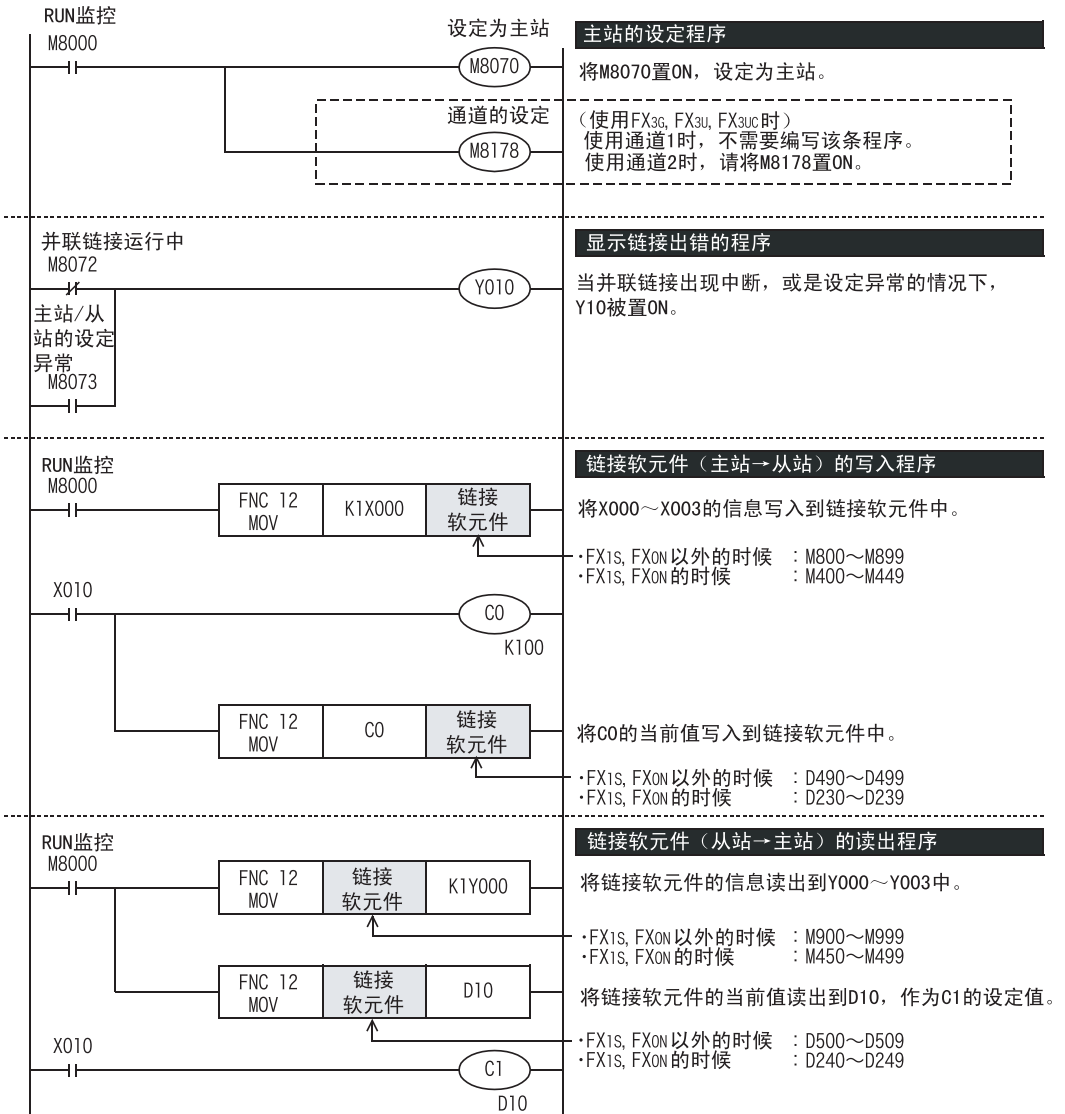 RUN监控
M8000
设定为主站
M8070
主站的设定程序
将M8070置ON，设定为主站。
通道的设定
M8178
（使用FX3G, FX3U, FX3UC时）
使用通道1时，不需要编写该条程序。
使用通道2时，请将M8178置ON。
并联链接运行中
M8072
Y010
主站/从
站的设定
异常
M8073
显示链接出错的程序
当并联链接出现中断，或是设定异常的情况下，
Y10被置ON。
RUN监控
M8000
FNC 12
MOV
K1X000
链接
软元件
链接软元件（主站→从站）的写入程序
将X000～X003的信息写入到链接软元件中。
·FX1S, FX0N以外的时候 ：M800～M899
·FX1S, FX0N的时候 ：M400～M449
X010
C0
K100
FNC 12
MOV
C0
链接
软元件
将C0的当前值写入到链接软元件中。
·FX1S, FX0N以外的时候 ：D490～D499
·FX1S, FX0N的时候 ：D230～D239
RUN监控
M8000
FNC 12
MOV
链接
软元件
K1Y000
链接软元件（从站→主站）的读出程序
将链接软元件的信息读出到Y000～Y003中。
·FX1S, FX0N以外的时候 ：M900～M999
·FX1S, FX0N的时候 ：M450～M499
FNC 12
MOV
链接
软元件
D10
将链接软元件的当前值读出到D10，作为C1的设定值。
·FX1S, FX0N以外的时候 ：D500～D509
·FX1S, FX0N的时候 ：D240～D249
X010
C1
D10